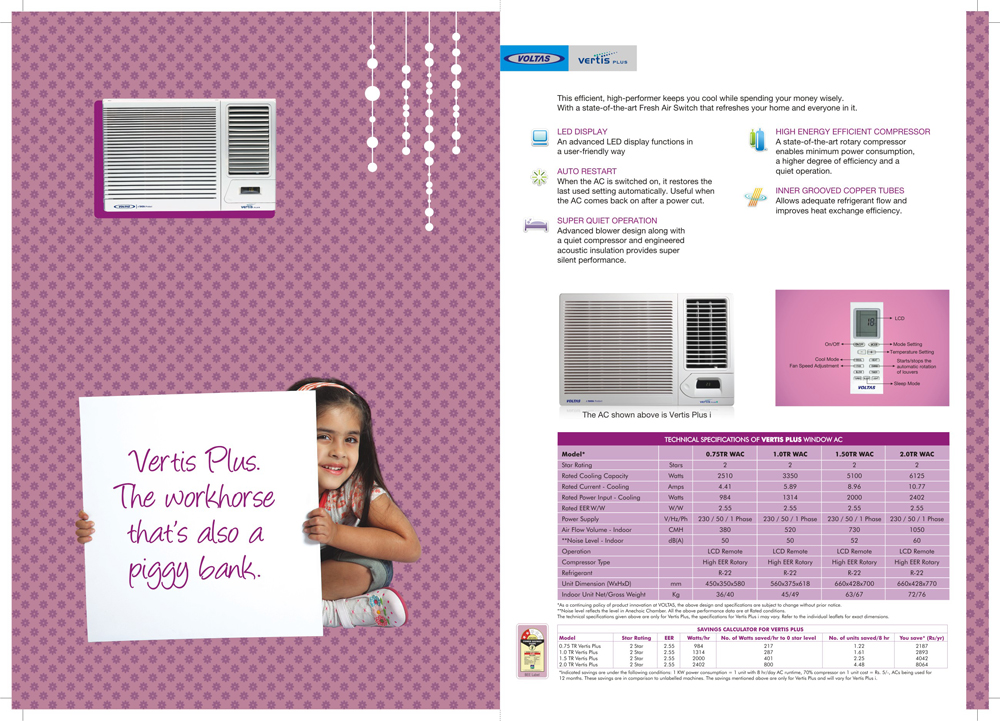 Vertis Plus.
The workhorse
that's also a
piggy bank.
VOLTAS
vertis PLUS
This efficient, high-performer keeps you cool while spending your money wisely.
With a state-of-the-art Fresh Air Switch that refreshes your home and everyone in it.
LED DISPLAY
An advanced LED display functions in
a user-friendly way
AUTO RESTART
When the AC is switched on, it restores the
last used setting automatically. Useful when
the AC comes back on after a power cut.
SUPER QUIET OPERATION
Advanced blower design along with
a quiet compressor and engineered
acoustic insulation provides super
silent performance.
HIGH ENERGY EFFICIENT COMPRESSOR
A state-of-the-art rotary compressor
enables minimum power consumption,
a higher degree of efficiency and a
quiet operation.
INNER GROOVED COPPER TUBES
Allows adequate refrigerant flow and
improves heat exchange efficiency.
VOLTAS
The AC shown above is Vertis Plus i
18
LCD
On/Off
Mode Setting
Temperature Setting
Cool Mode
Fan Speed Adjustment
Starts/stops the
automatic rotation
of louvers
Sleep Mode
VOLTAS
TECHNICAL SPECIFICATIONS OF VERTIS PLUS WINDOW AC
Model* 0.75TR WAC 1.0TR WAC 1.50TR WAC 2.0TR WAC
Star Rating Stars 2 2 2 2
Rated Cooling Capacity Watts 2510 3350 5100 6125
Rated Current - Cooling Amps 4.41 5.89 8.96 10.77
Rated Power Input - Cooling Watts 984 1314 2000 2402
Rated EER W/W W/W 2.55 2.55 2.55 2.55
Power Supply V/Hz/Ph 230 / 50 / 1 Phase 230 / 50 / 1 Phase 230 / 50 / 1 Phase 230 / 50 / 1 Phase
Air Flow Volume - Indoor CMH 380 520 730 1050
**Noise Level - Indoor dB(A) 50 50 52 60
Operation LCD Remote LCD Remote LCD Remote LCD Remote
Compressor Type High EER Rotary High EER Rotary High EER Rotary High EER Rotary
Refrigerant R-22 R-22 R-22 R-22
Unit Dimension (WxHxD) mm 450x350x580 560x375x618 660x428x700 660x428x770
Indoor Unit Net/Gross Weight Kg 36/40 45/49 63/67 72/76
*As a continuing policy of product innovation at VOLTAS, the above design and specifications are subject to change without prior notice.
**Noise level reflects the level in Anechoic Chamber. All the above performance data are at Rated conditions.
The technical specifications given above are only for Vertis Plus, the specifications for Vertis Plus i may vary. Refer to the individual leaflets for exact dimensions.
SAVINGS CALCULATOR FOR VERTIS PLUS
Model Star Rating EER Watts/hr No. of Watts saved/hr to 0 star level No. of units saved/8 hr You save* (Rs/yr)
0.75 TR Vertis Plus 2 Star 2.55 984 217 1.22 2187
1.0 TR Vertis Plus 2 Star 2.55 1314 287 1.61 2893
1.5 TR Vertis Plus 2 Star 2.55 2000 401 2.25 4042
2.0 TR Vertis Plus 2 Star 2.55 2402 800 4.48 8064
*Indicated savings are under the following conditions: 1 KW power consumption = 1 unit with 8 hr/day AC runtime, 70% compressor on 1 unit cost = Rs. 5/-, ACs being used for
12 months. These savings are in comparison to unlabelled machines. The savings mentioned above are only for Vertis Plus and will vary for Vertis Plus i.